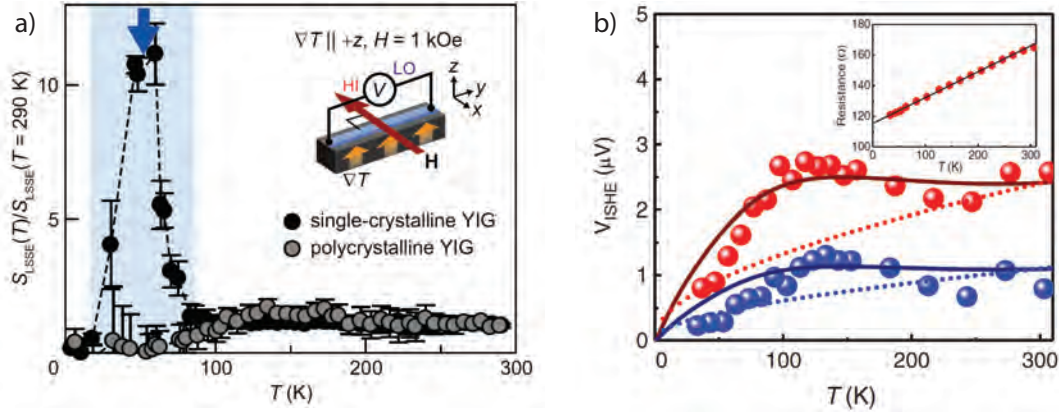 a)
S_LSSE(T)/S_LSSE(T = 290 K)
10
5
0
100
200
300
T (K)
∇T || +z, H = 1 kOe
HI
LO
V
z
y
x
H
∇T
single-crystalline YIG
polycrystalline YIG
b)
V_ISHE (µV)
5
4
3
2
1
0
0
100
200
300
T (K)
Resistance (Ω)
180
160
140
120
100
0
100
200
300
T (K)